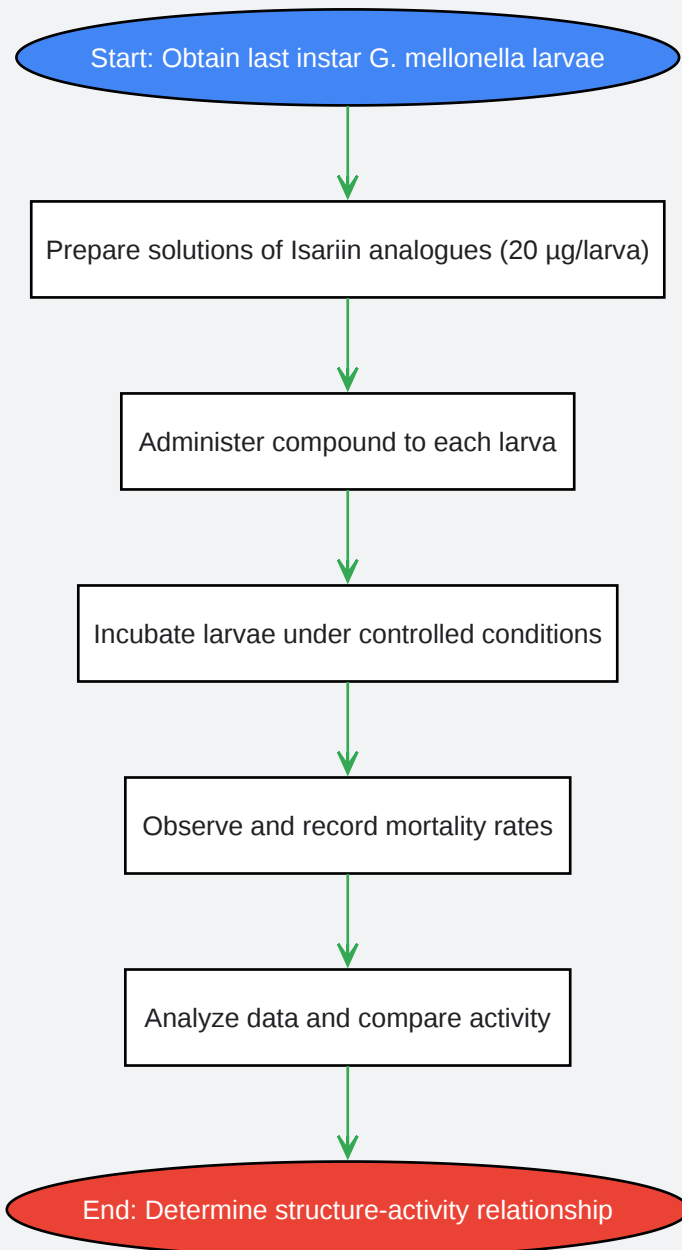 Start: Obtain last instar G. mellonella larvae
Prepare solutions of Isariin analogues (20 µg/larva)
Administer compound to each larva
Incubate larvae under controlled conditions
Observe and record mortality rates
Analyze data and compare activity
End: Determine structure-activity relationship